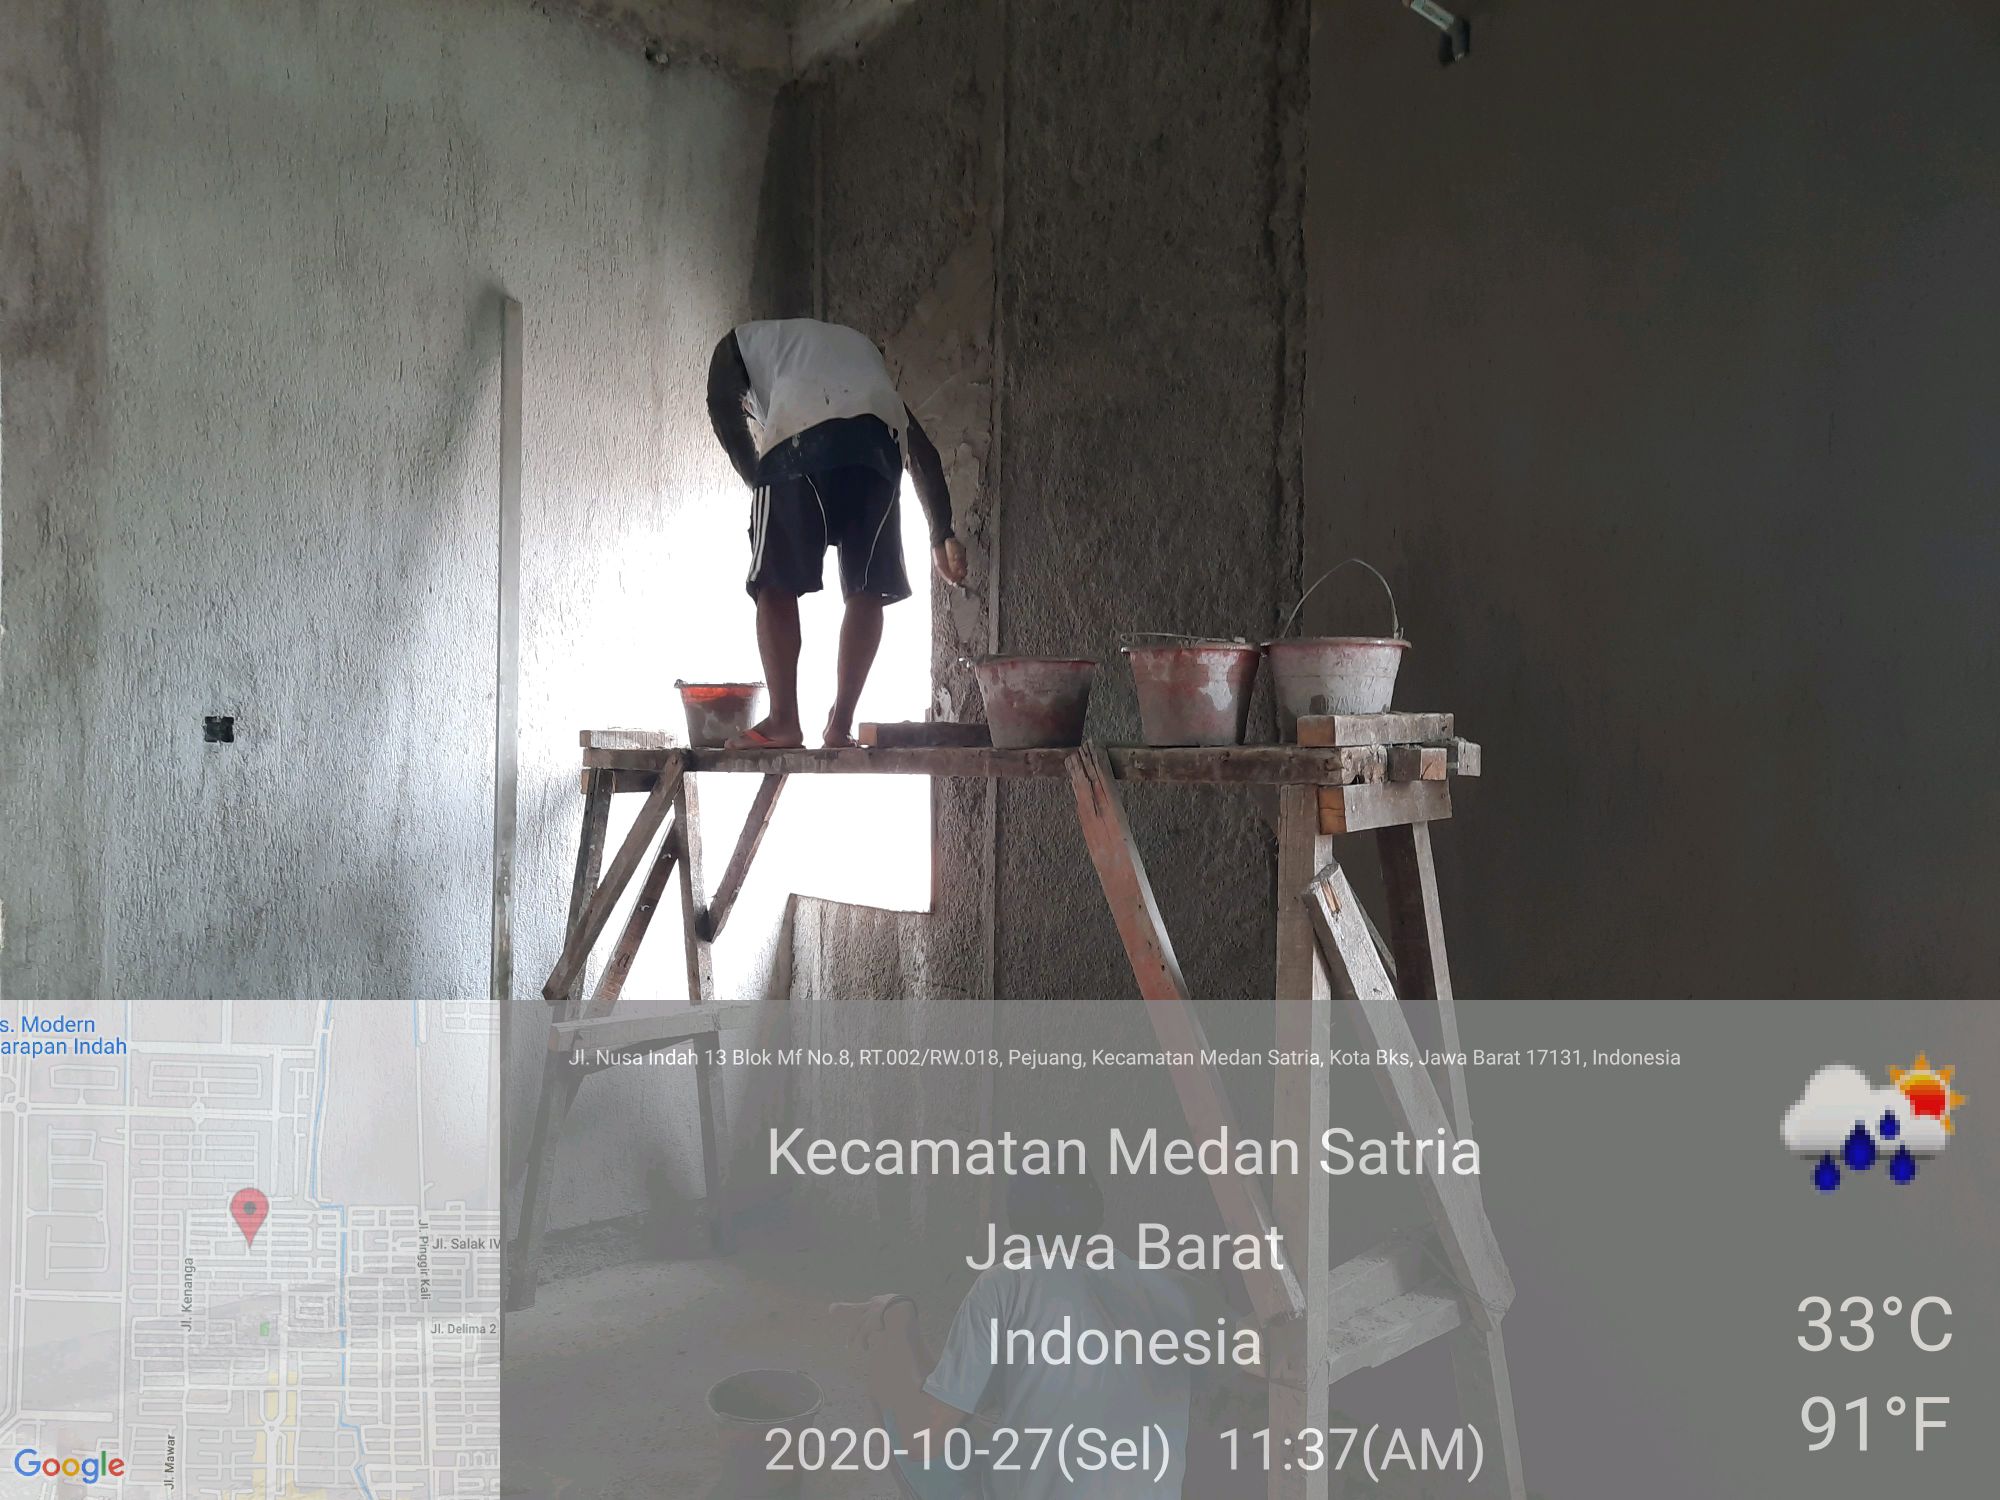 Jl. Nusa Indah 13 Blok Mf No.8, RT.002/RW.018, Pejuang, Kecamatan Medan Satria, Kota Bks, Jawa Barat 17131, Indonesia
Kecamatan Medan Satria
Jawa Barat
Indonesia
2020-10-27(Sel) 11:37(AM)
33°C
91°F
s. Modern
arapan Indah
Jl. Salak IV
Jl. Pinggir Kali
Jl. Kenanga
Jl. Delima 2
Jl. Mawar
Google